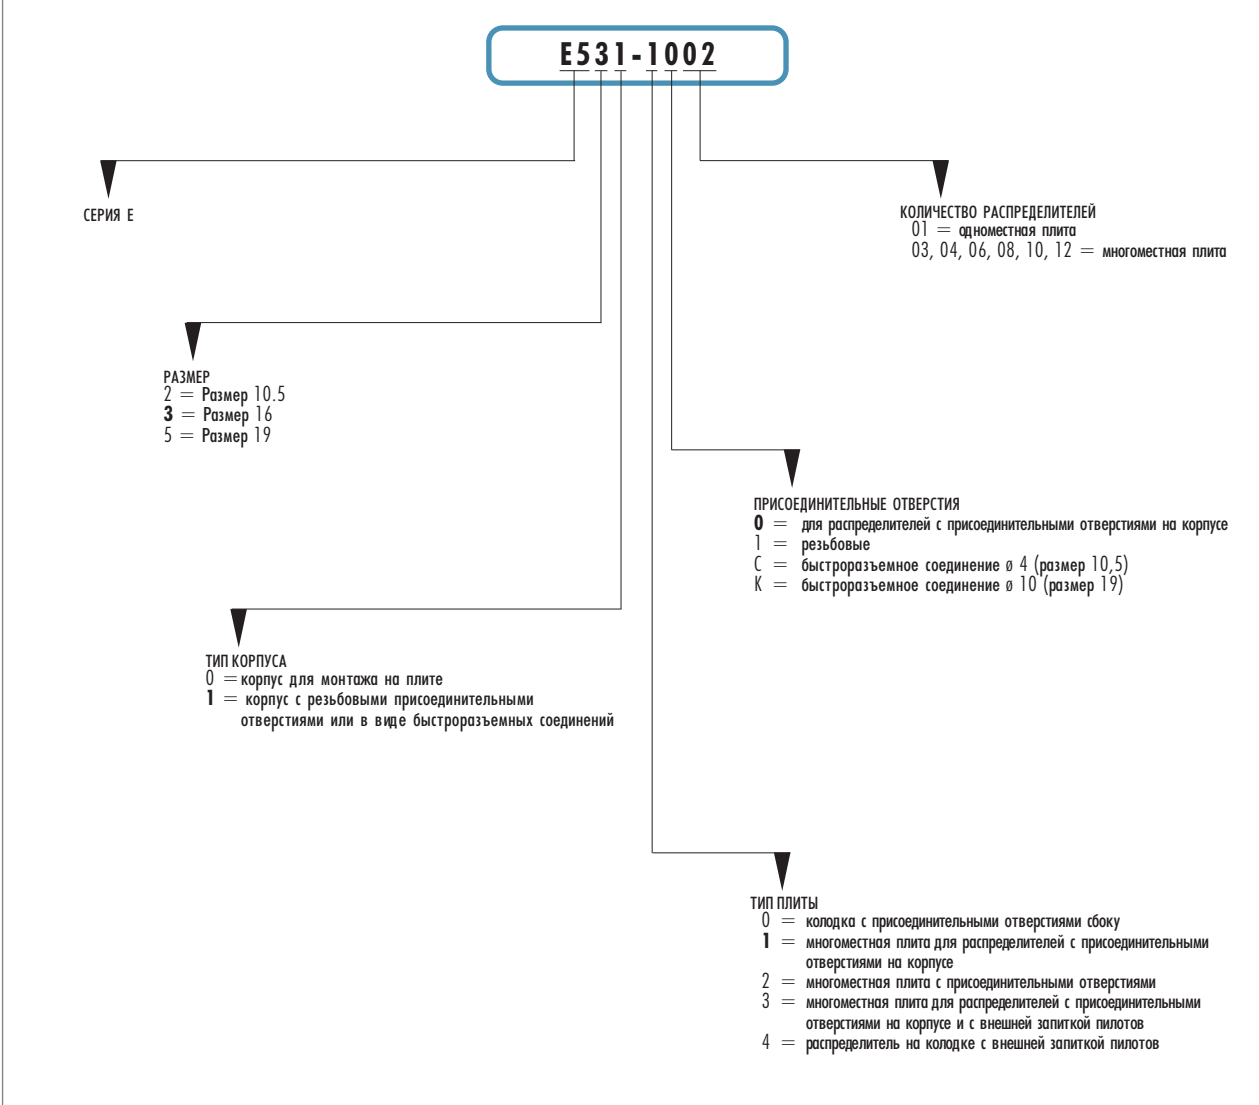 E531-1002
СЕРИЯ E
КОЛИЧЕСТВО РАСПРЕДЕЛИТЕЛЕЙ
01 = одноместная плита
03, 04, 06, 08, 10, 12 = многоместная плита
РАЗМЕР
2 = Размер 10.5
3 = Размер 16
5 = Размер 19
ПРИСОЕДИНИТЕЛЬНЫЕ ОТВЕРСТИЯ
0 = для распределителей с присоединительными отверстиями на корпусе
1 = резьбовые
C = быстроразъемное соединение ø 4 (размер 10,5)
K = быстроразъемное соединение ø 10 (размер 19)
ТИП КОРПУСА
0 = корпус для монтажа на плите
1 = корпус с резьбовыми присоединительными
отверстиями или в виде быстроразъемных соединений
ТИП ПЛИТЫ
0 = колодка с присоединительными отверстиями сбоку
1 = многоместная плита для распределителей с присоединительными
отверстиями на корпусе
2 = многоместная плита с присоединительными отверстиями
3 = многоместная плита для распределителей с присоединительными
отверстиями на корпусе и с внешней запиткой пилотов
4 = распределитель на колодке с внешней запиткой пилотов